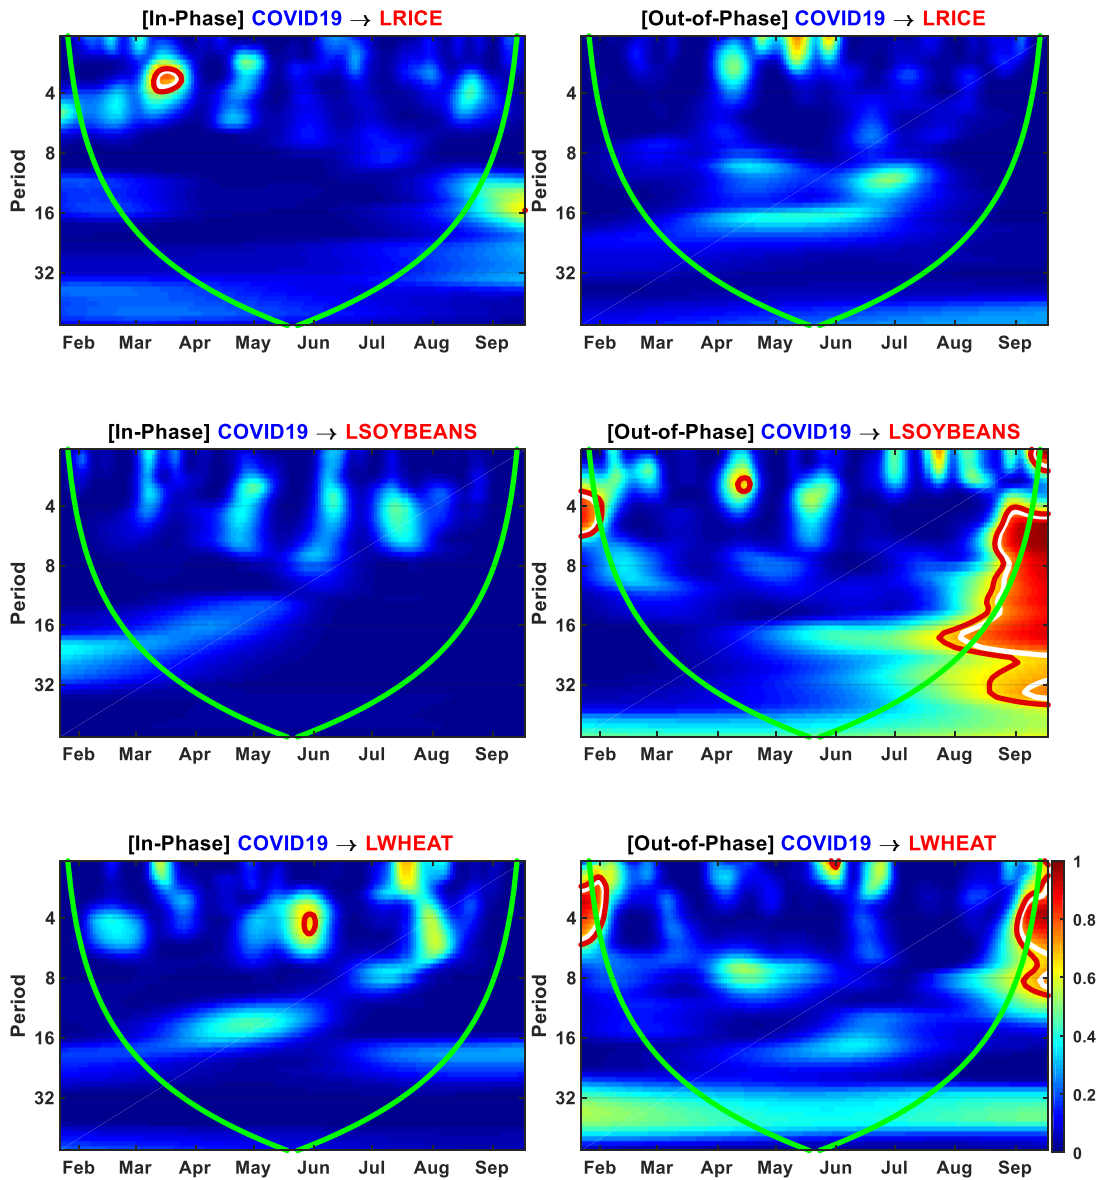 [In-Phase] COVID19 → LRICE
[Out-of-Phase] COVID19 → LRICE
Period
4
8
16
32
Feb Mar Apr May Jun Jul Aug Sep
Period
4
8
16
32
Feb Mar Apr May Jun Jul Aug Sep
[In-Phase] COVID19 → LSOYBEANS
[Out-of-Phase] COVID19 → LSOYBEANS
Period
4
8
16
32
Feb Mar Apr May Jun Jul Aug Sep
Period
4
8
16
32
Feb Mar Apr May Jun Jul Aug Sep
[In-Phase] COVID19 → LWHEAT
[Out-of-Phase] COVID19 → LWHEAT
Period
4
8
16
32
Feb Mar Apr May Jun Jul Aug Sep
Period
4
8
16
32
Feb Mar Apr May Jun Jul Aug Sep
1
0.8
0.6
0.4
0.2
0